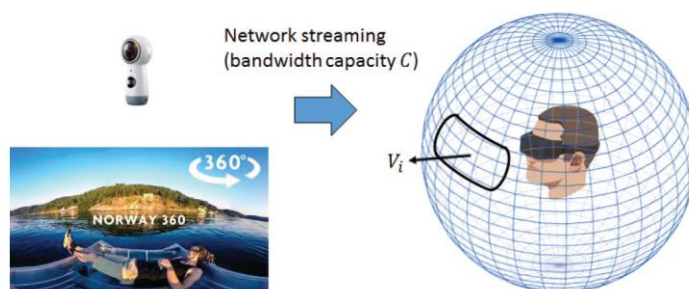 Network streaming
(bandwidth capacity C)
360°
NORWAY 360
V_i